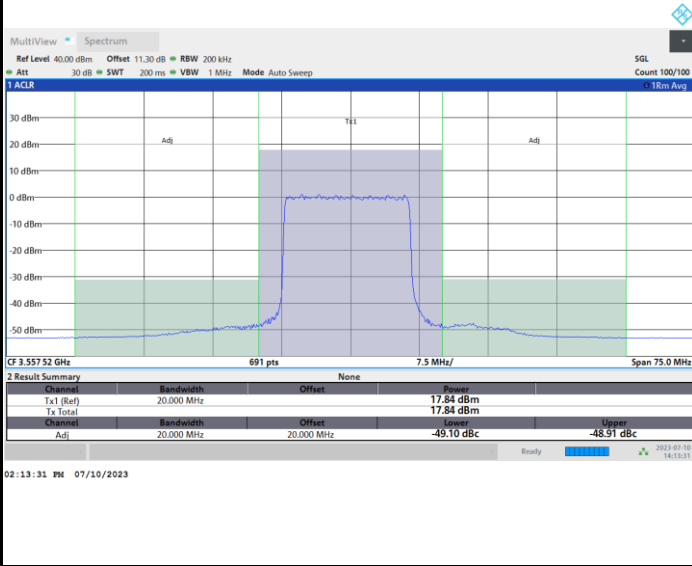 MultiView Spectrum
Ref Level 40.00 dBm Offset 11.30 dB RBW 200 kHz SGL
Att 30 dB SWT 200 ms VBW 1 MHz Mode Auto Sweep Count 100/100
1 ACLR 1Rm Avg
30 dBm
Tx1
20 dBm
Adj Adj
10 dBm
0 dBm
-10 dBm
-20 dBm
-30 dBm
-40 dBm
-50 dBm
CF 3.557 52 GHz 691 pts 7.5 MHz/ Span 75.0 MHz
2 Result Summary None
Channel Bandwidth Offset Power
Tx1 (Ref) 20.000 MHz 17.84 dBm
Tx Total 17.84 dBm
Channel Bandwidth Offset Lower Upper
Adj 20.000 MHz 20.000 MHz -49.10 dBc -48.91 dBc
Ready 2023-07-10
14:13:31
02:13:31 PM 07/10/2023